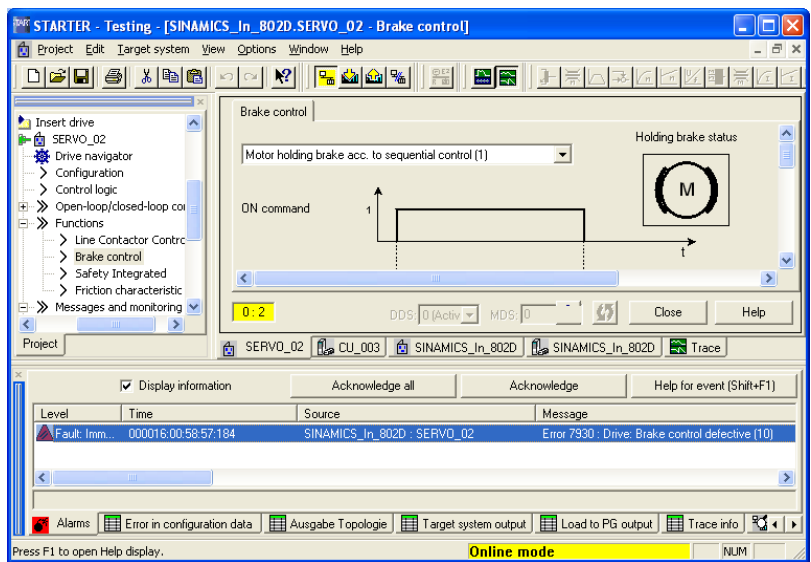 STARTER - Testing - [SINAMICS_In_802D.SERVO_02 - Brake control]
Project Edit Target system View Options Window Help
Insert drive
SERVO_02
Drive navigator
Configuration
Control logic
Open-loop/closed-loop
Functions
Line Contactor Contrc
Brake control
Safety Integrated
Friction characteristic
Messages and monitoring
Project
Brake control
Motor holding brake acc. to sequential control (1)
Holding brake status
M
ON command
1
t
0 : 2
DDS: 0 (Activ
MDS: 0
Close
Help
SERVO_02
CU_003
SINAMICS_In_802D
SINAMICS_In_802D
Trace
Display information
Acknowledge all
Acknowledge
Help for event (Shift+F1)
Level Time Source Message
Fault: Imm... 000016:00:58:57:184 SINAMICS_In_802D : SERVO_02 Error 7930 : Drive: Brake control defective (10)
Alarms
Error in configuration data
Ausgabe Topologie
Target system output
Load to PG output
Trace info
Press F1 to open Help display.
Online mode
NUM